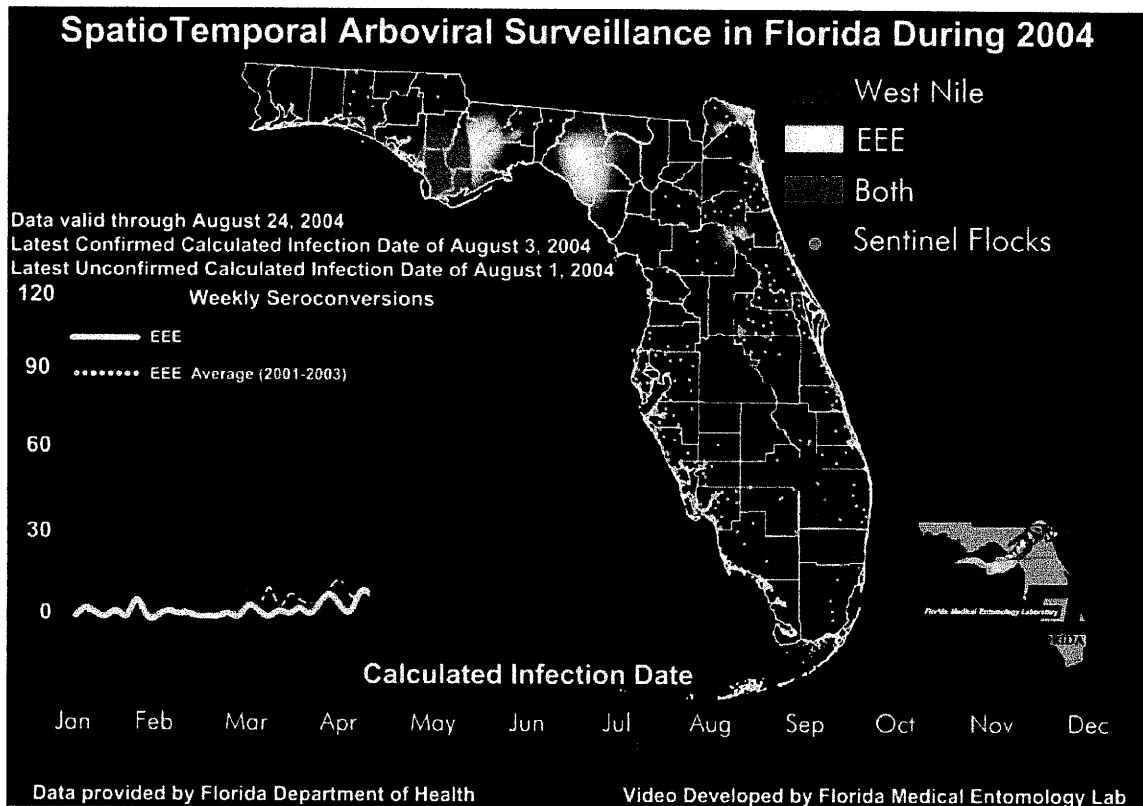 SpatioTemporal Arboviral Surveillance in Florida During 2004
West Nile
EEE
Both
Sentinel Flocks
Data valid through August 24, 2004
Latest Confirmed Calculated Infection Date of August 3, 2004
Latest Unconfirmed Calculated Infection Date of August 1, 2004
Weekly Seroconversions
EEE
EEE Average (2001-2003)
120
90
60
30
0
Florida Medical Entomology Laboratory
Calculated Infection Date
Jan Feb Mar Apr May Jun Jul Aug Sep Oct Nov Dec
Data provided by Florida Department of Health
Video Developed by Florida Medical Entomology Lab